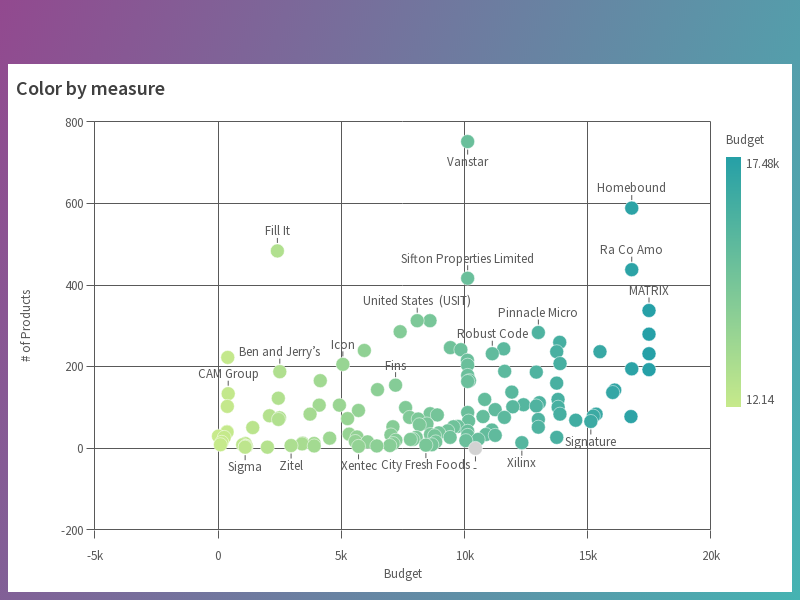 Color by measure
800
600
400
200
0
-200
-5k
0
5k
10k
15k
20k
Budget
# of Products
Vanstar
Homebound
Fill It
Sifton Properties Limited
Ra Co Amo
MATRIX
United States (USIT)
Pinnacle Micro
Robust Code
Icon
Ben and Jerry's
CAM Group
Fins
Signature
Sigma
Zitel
Xentec
City Fresh Foods
-
Xilinx
Budget
17.48k
12.14